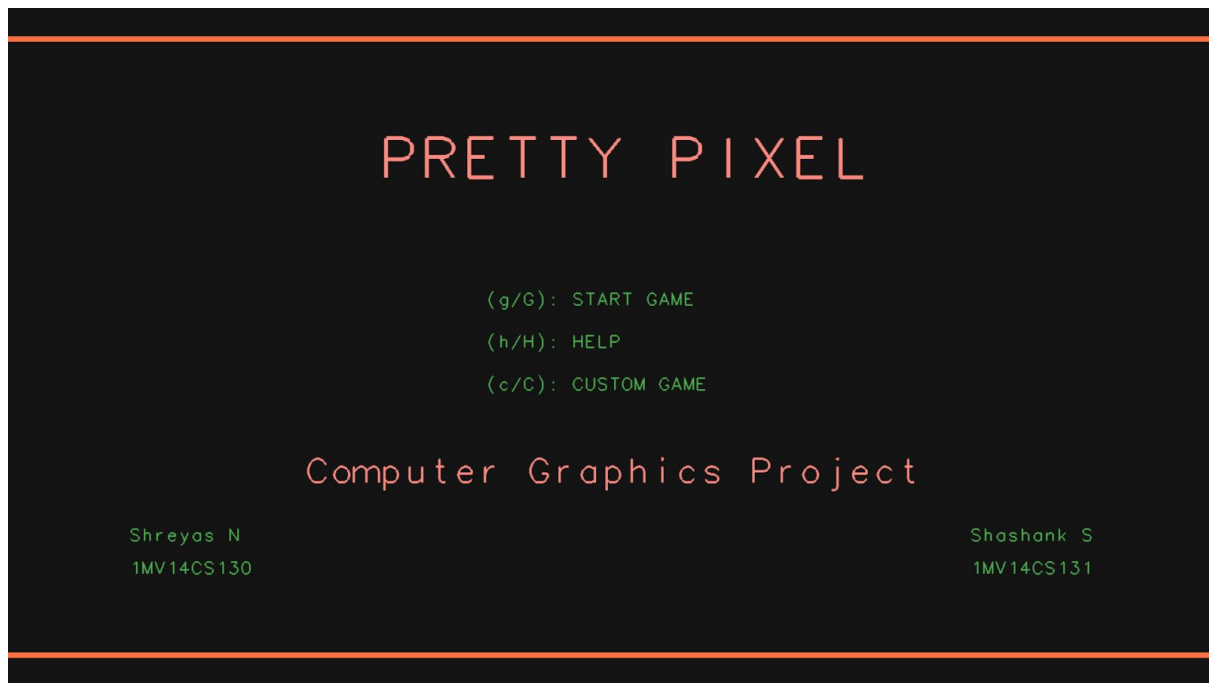 PRETTY PIXEL
(g/G): START GAME
(h/H): HELP
(c/C): CUSTOM GAME
Computer Graphics Project
Shreyas N
1MV14CS130
Shashank S
1MV14CS131